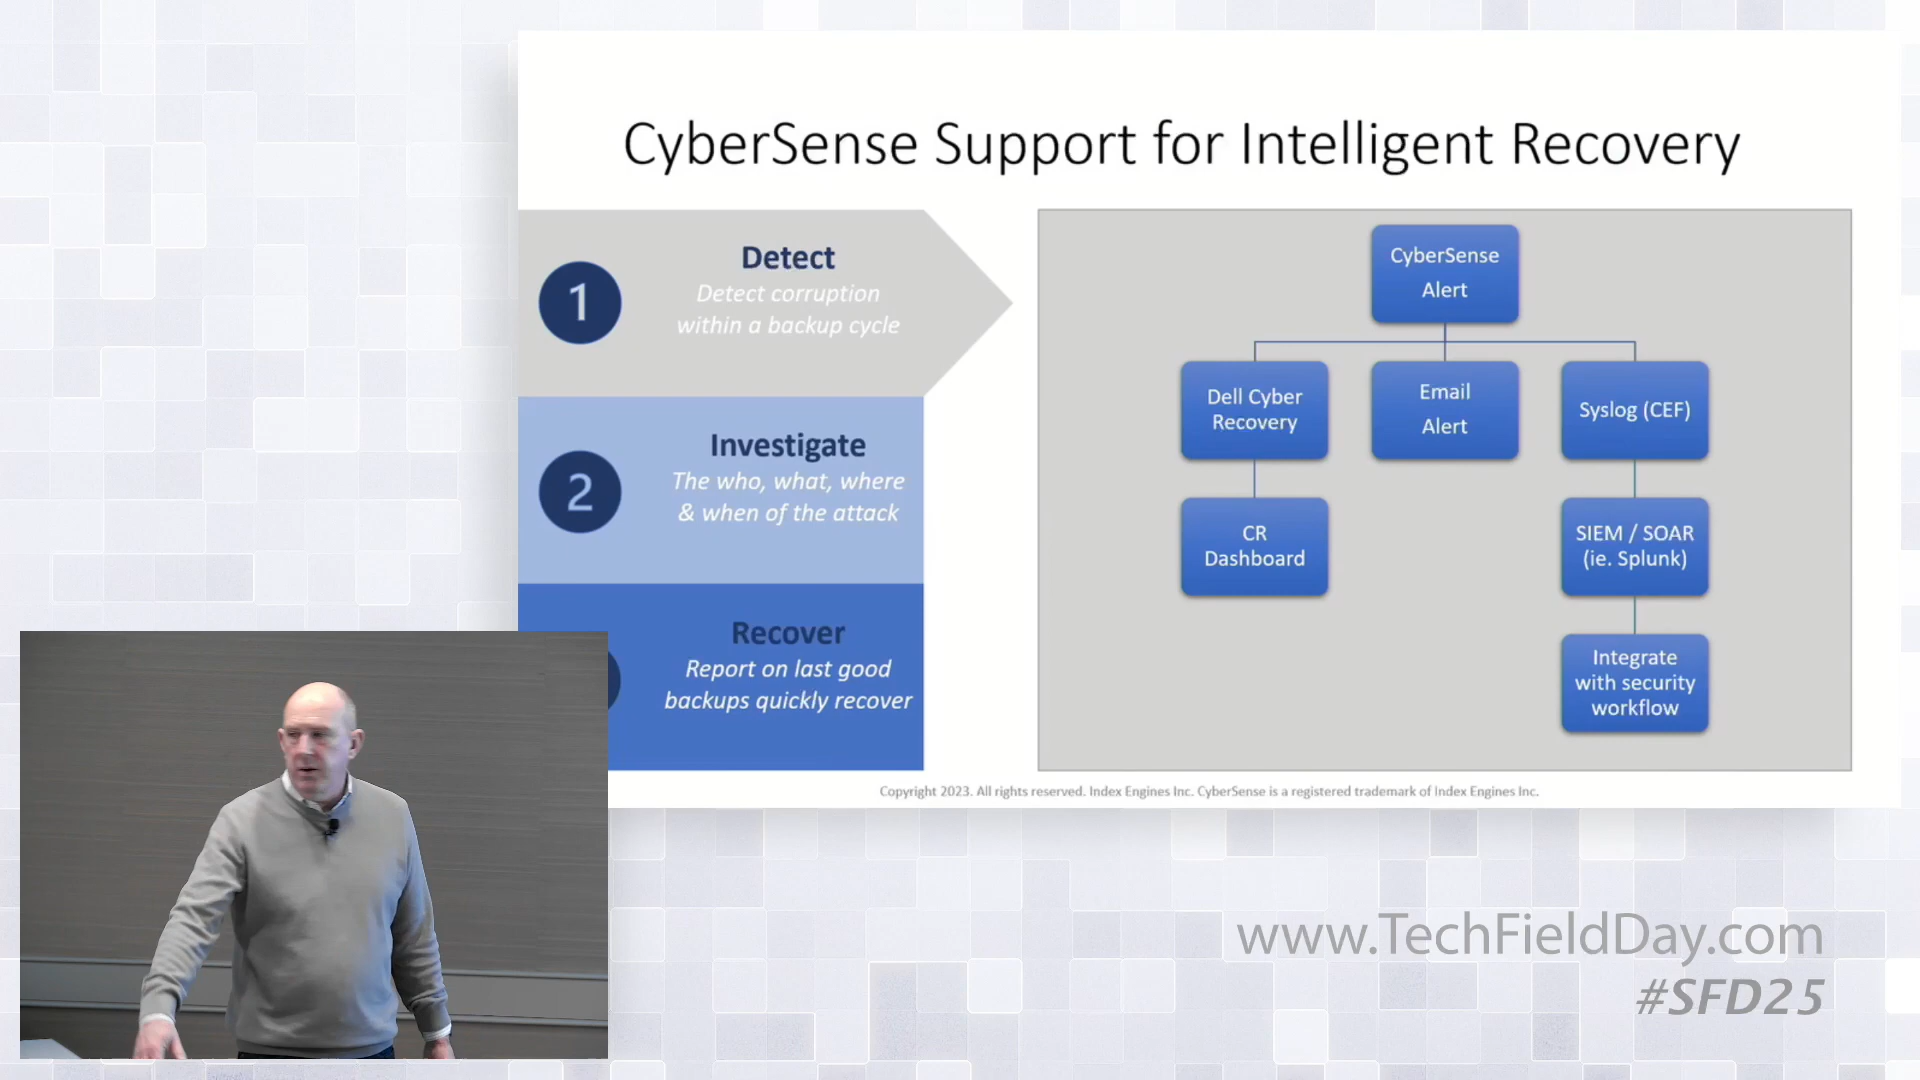 CyberSense Support for Intelligent Recovery
1
Detect
Detect corruption
within a backup cycle
2
Investigate
The who, what, where
& when of the attack
Recover
Report on last good
backups quickly recover
CyberSense
Alert
Dell Cyber
Recovery
Email
Alert
Syslog (CEF)
CR
Dashboard
SIEM / SOAR
(ie. Splunk)
Integrate
with security
workflow
Copyright 2023. All rights reserved. Index Engines Inc. CyberSense is a registered trademark of Index Engines Inc.
www.TechFieldDay.com
#SFD25